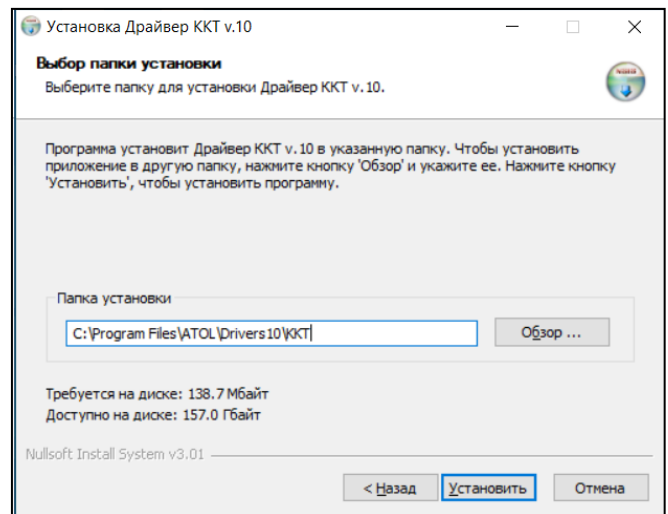 Установка Драйвер ККТ v.10
Выбор папки установки
Выберите папку для установки Драйвер ККТ v.10.
Программа установит Драйвер ККТ v.10 в указанную папку. Чтобы установить
приложение в другую папку, нажмите кнопку 'Обзор' и укажите ее. Нажмите кнопку
'Установить', чтобы установить программу.
Папка установки
C:\Program Files\ATOL\Drivers10\KKT
Обзор ...
Требуется на диске: 138.7 Мбайт
Доступно на диске: 157.0 Гбайт
Nullsoft Install System v3.01
< Назад Установить Отмена